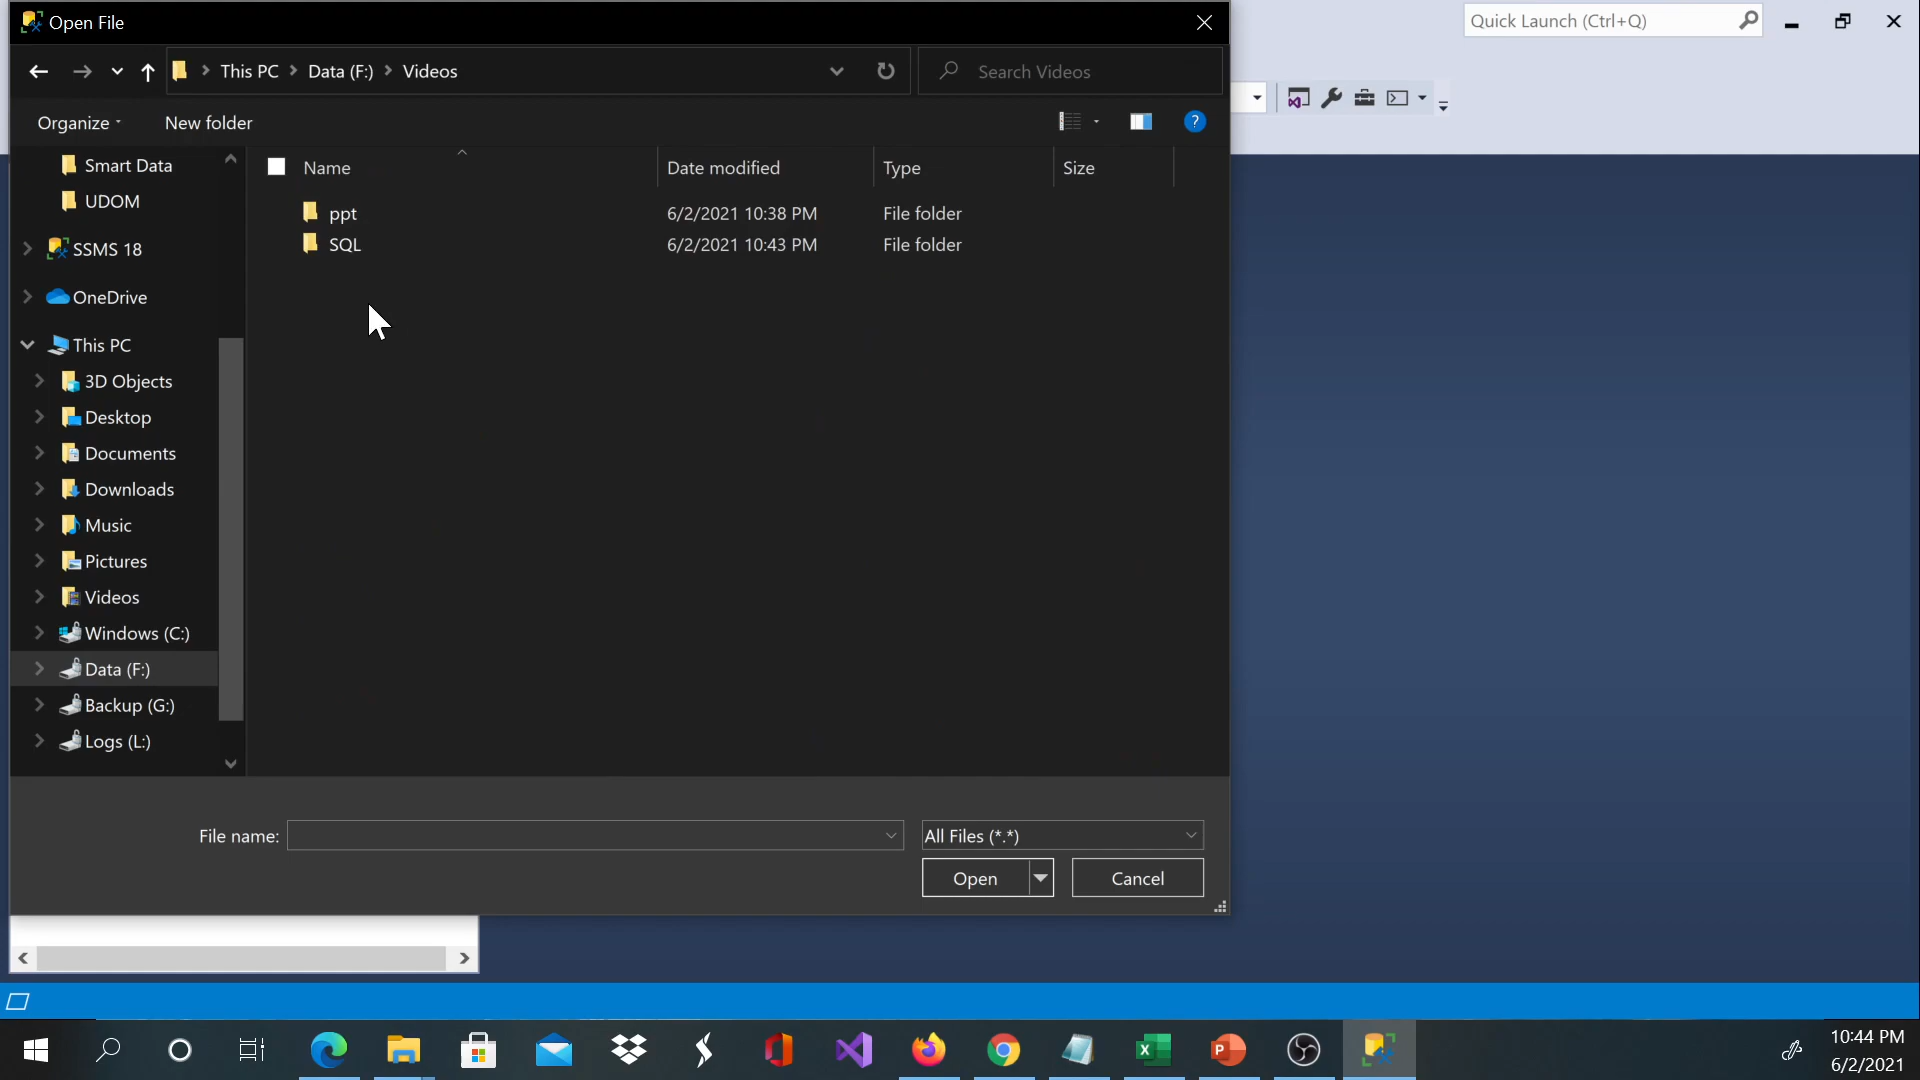 Open File
Quick Launch (Ctrl+Q)
This PC Data (F:) Videos
Search Videos
Organize New folder
Name Date modified Type Size
ppt 6/2/2021 10:38 PM File folder
SQL 6/2/2021 10:43 PM File folder
Smart Data
UDOM
SSMS 18
OneDrive
This PC
3D Objects
Desktop
Documents
Downloads
Music
Pictures
Videos
Windows (C:)
Data (F:)
Backup (G:)
Logs (L:)
File name:
All Files (*.*)
Open Cancel
10:44 PM
6/2/2021